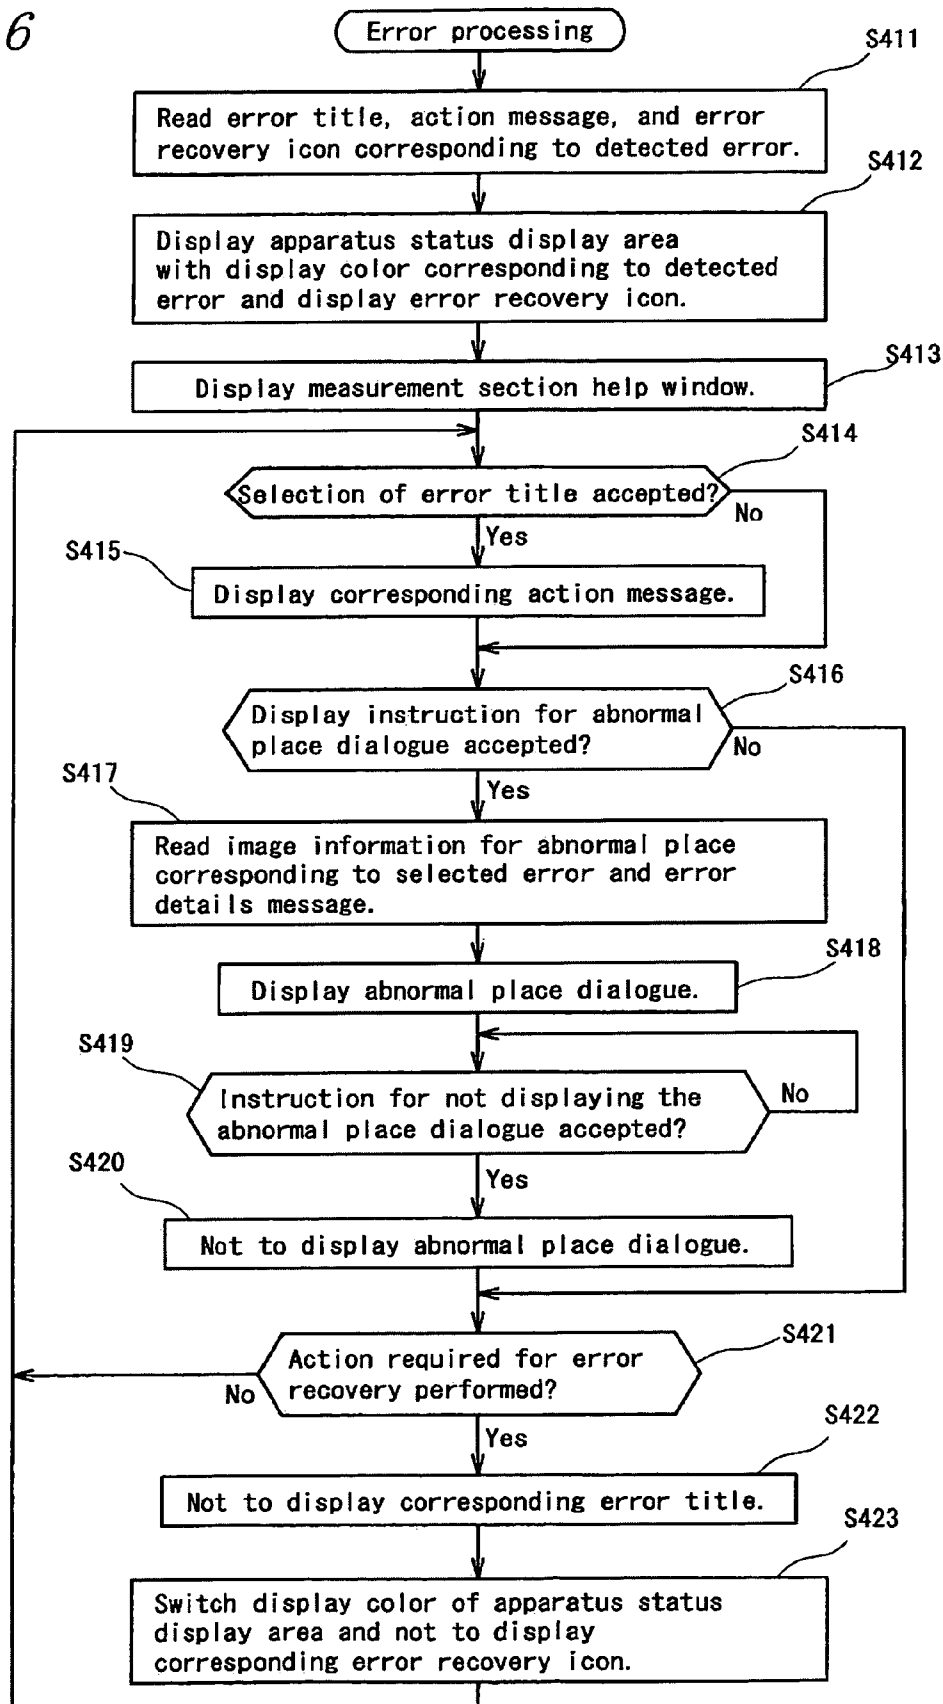 6
Error processing
S411
Read error title, action message, and error
recovery icon corresponding to detected error.
S412
Display apparatus status display area
with display color corresponding to detected
error and display error recovery icon.
S413
Display measurement section help window.
S414
Selection of error title accepted?
No
Yes
S415
Display corresponding action message.
S416
Display instruction for abnormal
place dialogue accepted?
No
Yes
S417
Read image information for abnormal place
corresponding to selected error and error
details message.
S418
Display abnormal place dialogue.
S419
Instruction for not displaying the
abnormal place dialogue accepted?
No
Yes
S420
Not to display abnormal place dialogue.
S421
Action required for error
recovery performed?
No
Yes
S422
Not to display corresponding error title.
S423
Switch display color of apparatus status
display area and not to display
corresponding error recovery icon.